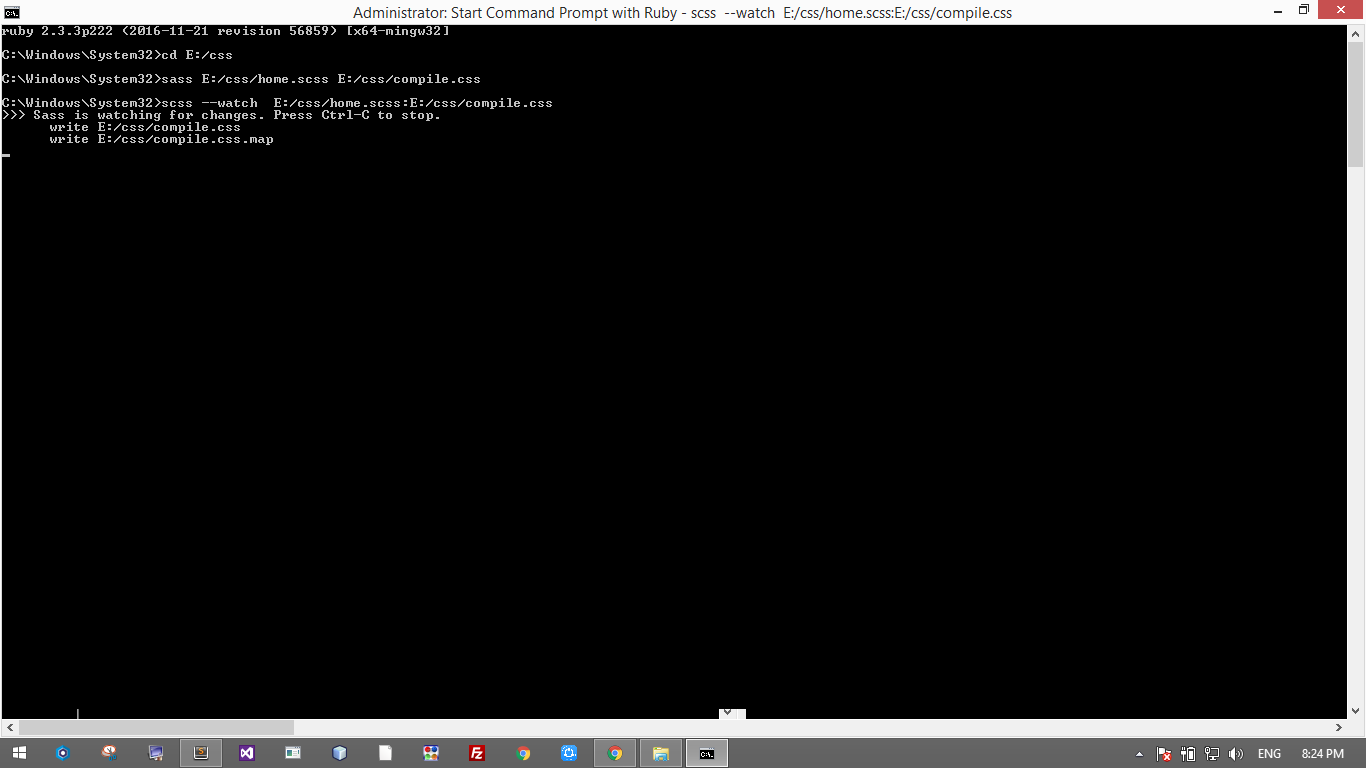 Administrator: Start Command Prompt with Ruby - scss  --watch  E:/css/home.scss:E:/css/compile.css
ruby 2.3.3p222 (2016-11-21 revision 56859) [x64-mingw32]
C:\Windows\System32>cd E:/css
C:\Windows\System32>sass E:/css/home.scss E:/css/compile.css
C:\Windows\System32>scss --watch  E:/css/home.scss:E:/css/compile.css
>>> Sass is watching for changes. Press Ctrl-C to stop.
      write E:/css/compile.css
      write E:/css/compile.css.map
ENG
8:24 PM